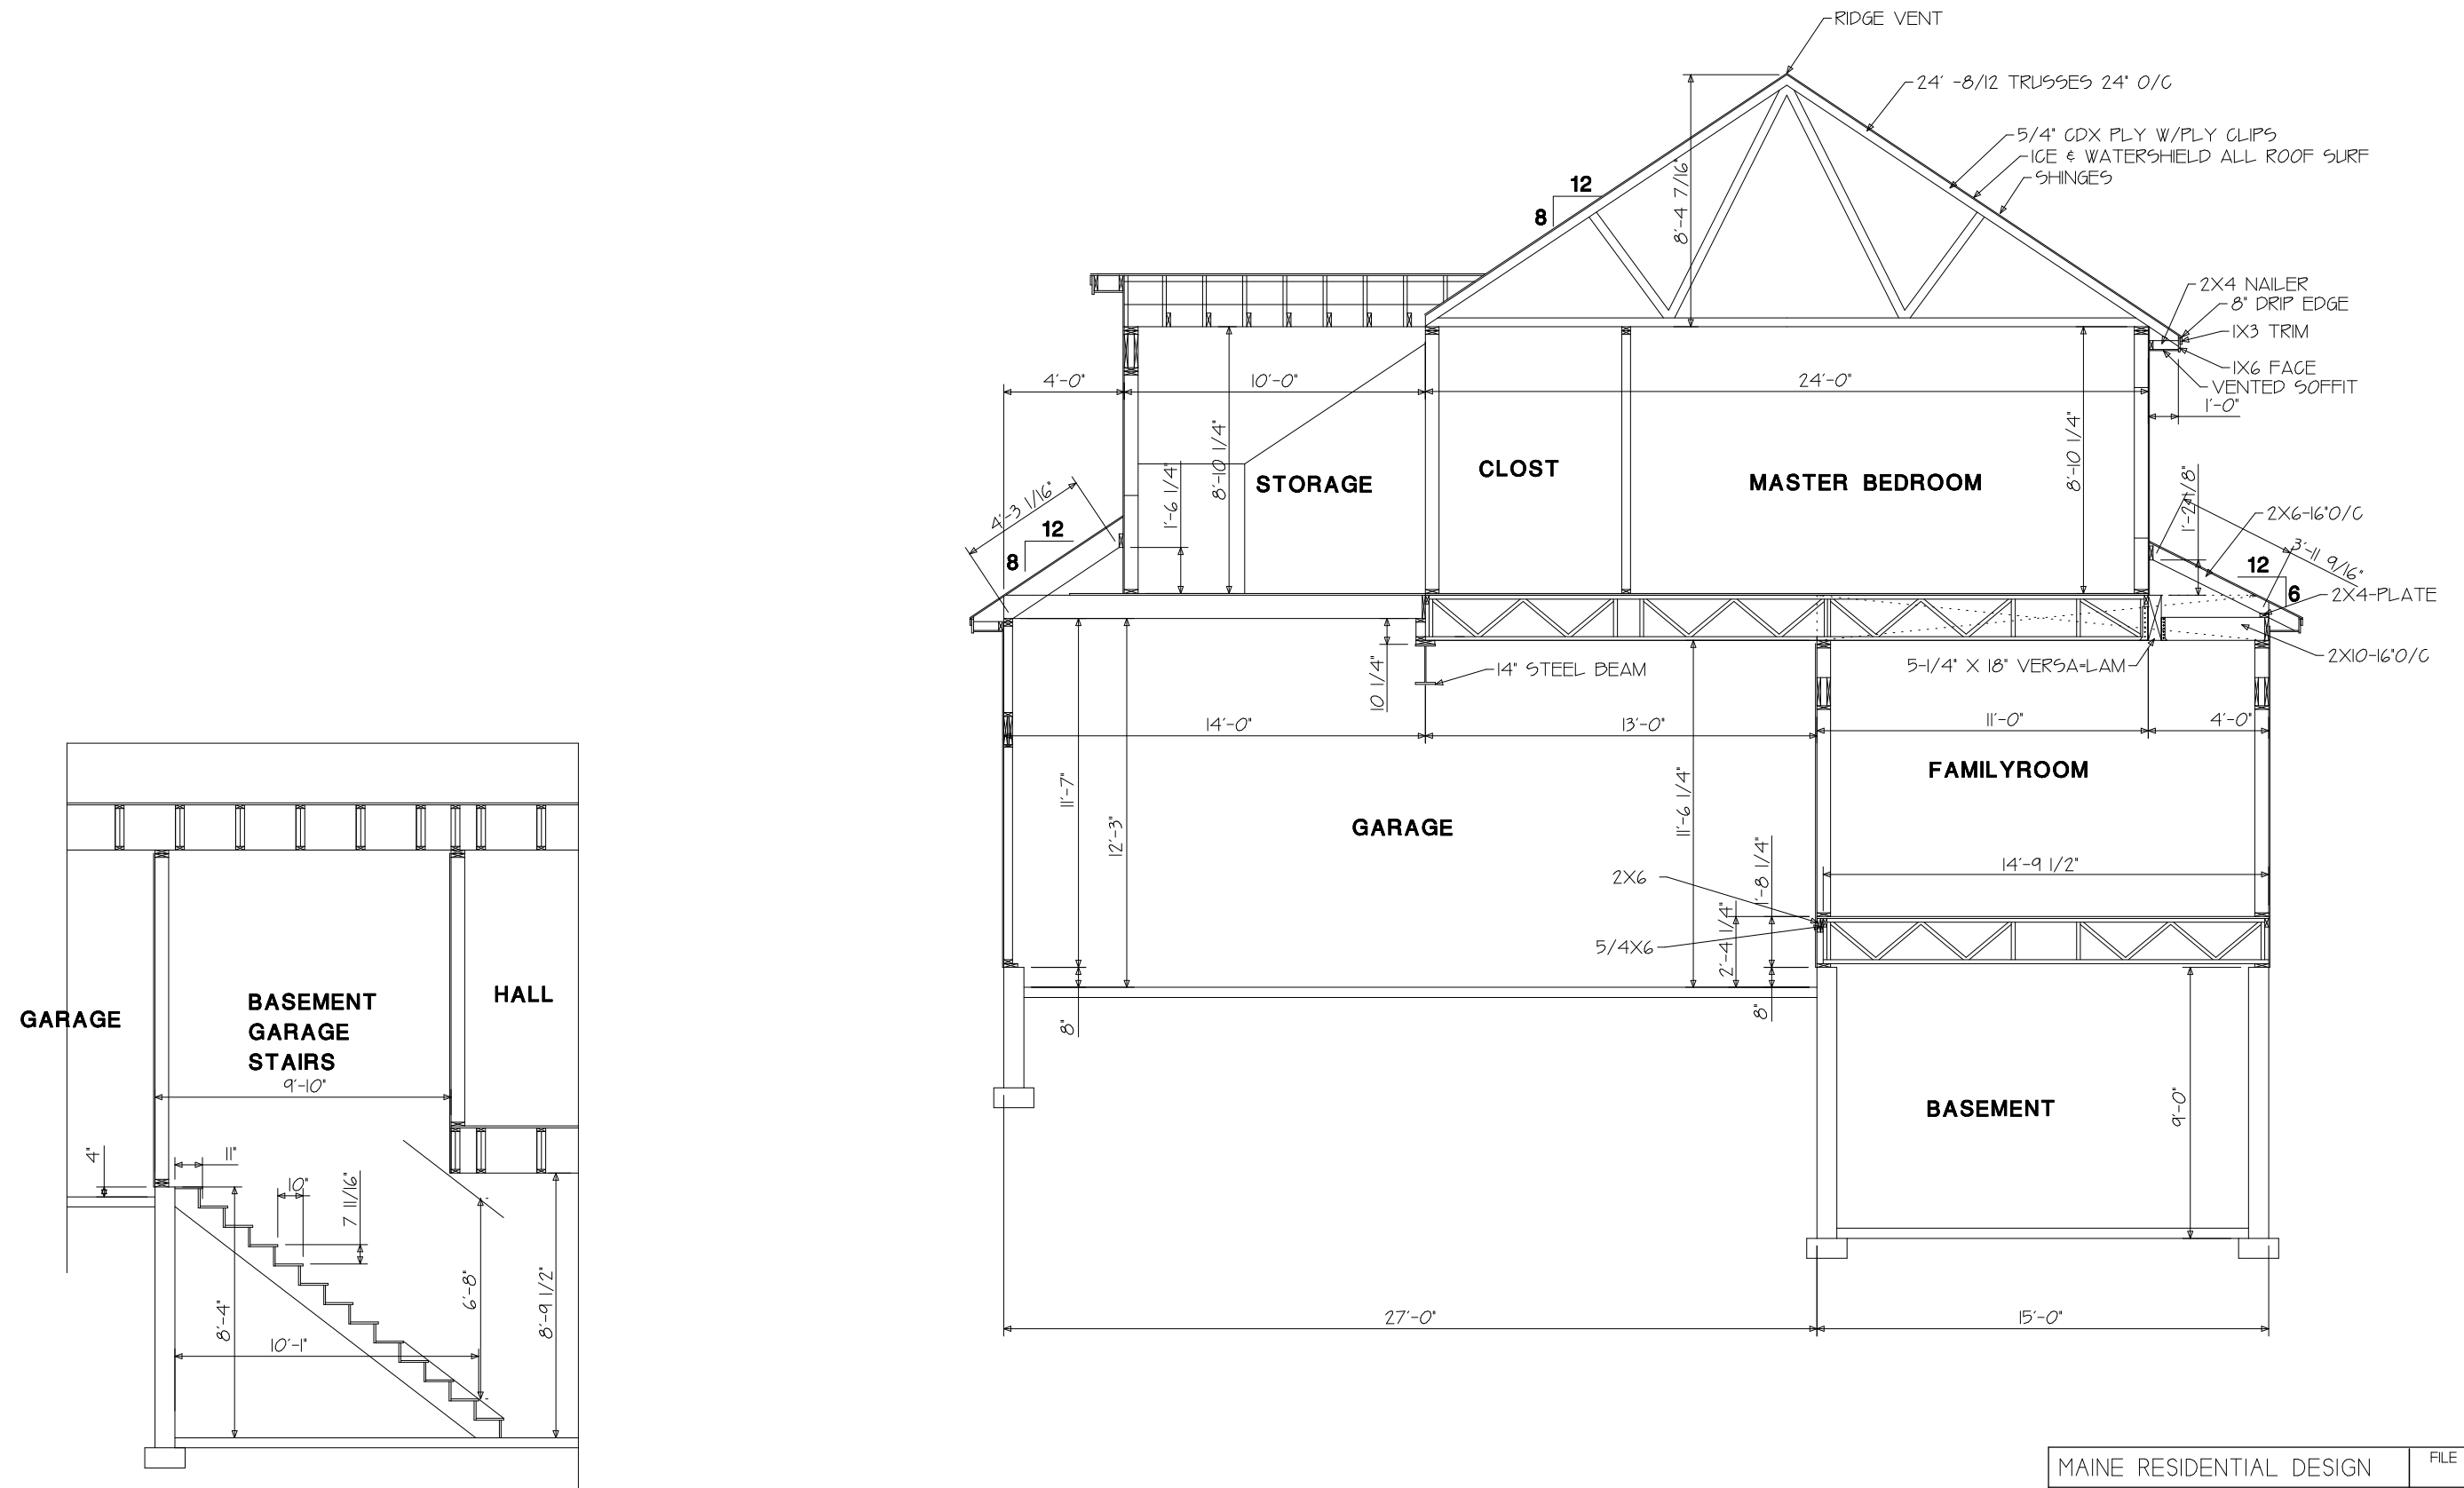 RIDGE VENT
24' -8/12 TRUSSES 24" O/C
5/4" CDX PLY W/PLY CLIPS
ICE & WATERSHIELD ALL ROOF SURF
SHINGES
12
8
8'-4 7/16"
2X4 NAILER
8" DRIP EDGE
1X3 TRIM
1X6 FACE
VENTED SOFFIT
1'-0"
4'-0"
10'-0"
24'-0"
8'-10 1/4"
1'-6 1/4"
STORAGE
CLOST
MASTER BEDROOM
8'-10 1/4"
4'-3 1/16"
12
8
1'-2 1/8"
2X6-16"O/C
3'-11 9/16"
12
6
2X4-PLATE
2X10-16"O/C
5-1/4" X 18" VERSA=LAM
14" STEEL BEAM
10 1/4"
14'-0"
13'-0"
11'-0"
4'-0"
11'-7"
12'-3"
11'-6 1/4"
FAMILYROOM
GARAGE
14'-9 1/2"
2X6
5/4X6
1'-8 1/4"
2'-4 1/4"
8"
8"
BASEMENT
9'-0"
27'-0"
15'-0"
GARAGE
BASEMENT
GARAGE
STAIRS
HALL
9'-10"
4"
11"
10"
7 11/16"
6'-8"
8'-4"
8'-9 1/2"
10'-1"
MAINE RESIDENTIAL DESIGN
FILE